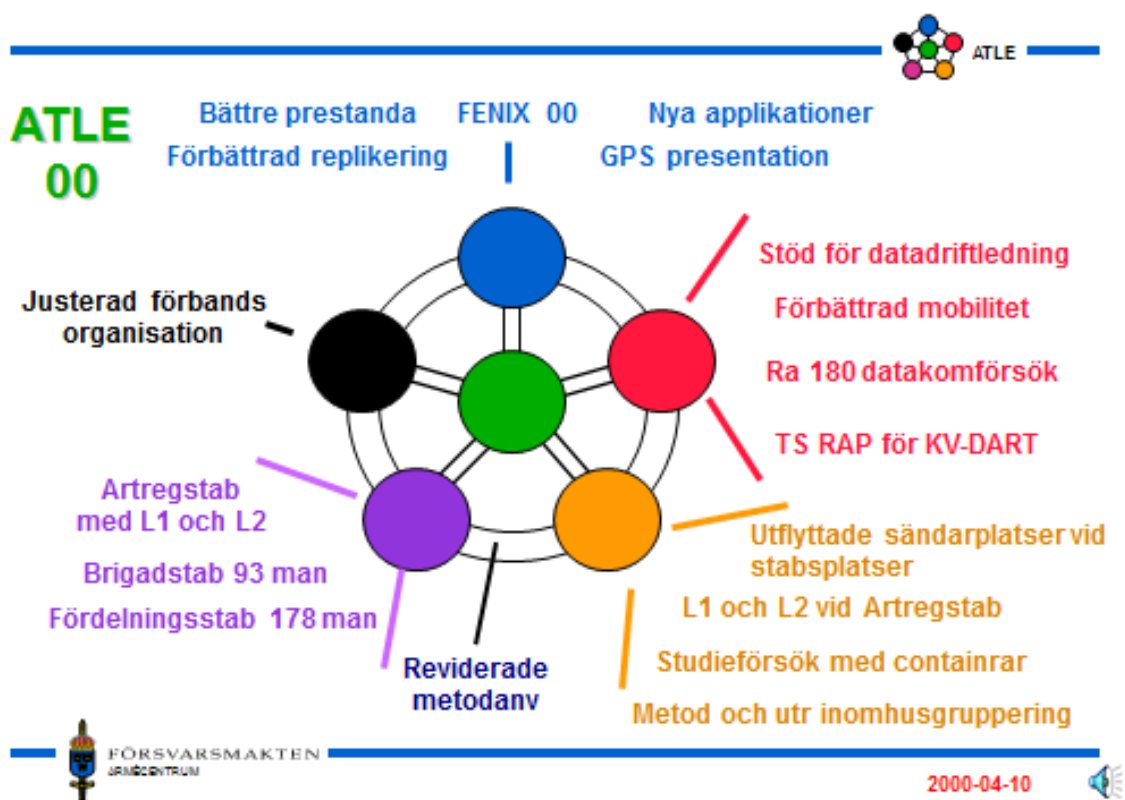 ATLE
ATLE
00
Bättre prestanda FENIX 00 Nya applikationer
Förbättrad replikering GPS presentation
Stöd för datadriftledning
Förbättrad mobilitet
Ra 180 datakomförsök
TS RAP för KV-DART
Justerad förbands
organisation
Artregstab
med L1 och L2
Brigadstab 93 man
Fördelningsstab 178 man
Reviderade
metodanv
Utflyttade sändarplatser vid
stabsplatser
L1 och L2 vid Artregstab
Studieförsök med containrar
Metod och utr inomhusgruppering
FÖRSVARSMAKTEN
ARMÉCENTRUM
2000-04-10